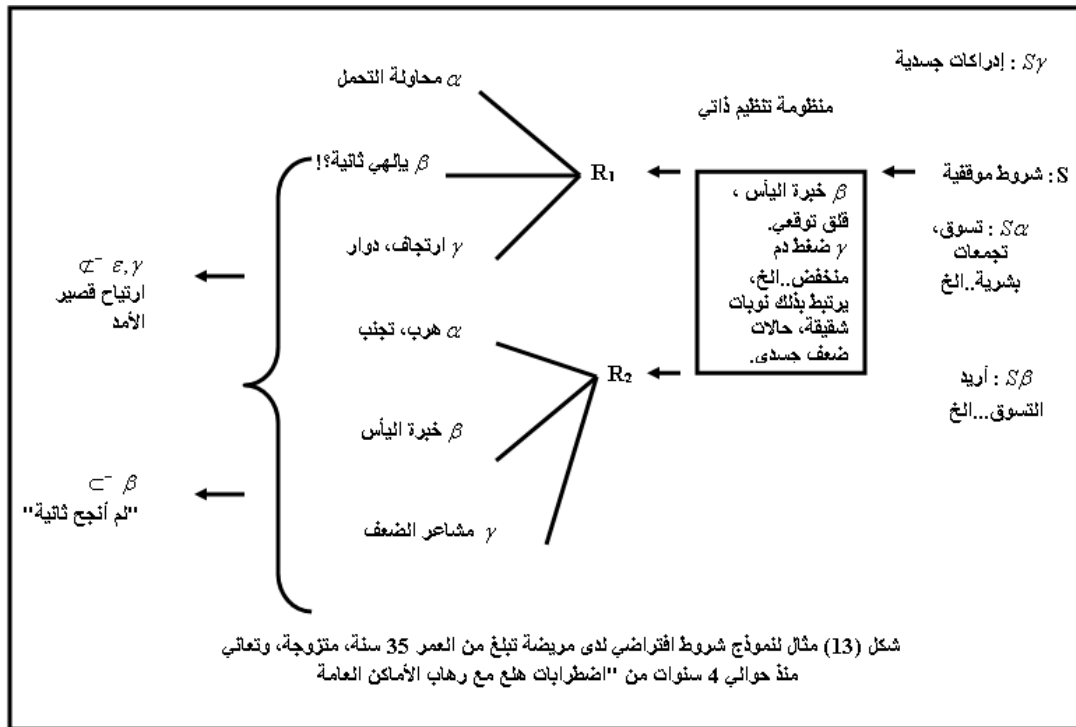 Sγ : إدراكات جسدية
منظومة تنظيم ذاتي
S : شروط موقفية
Sα : تسوق،
تجمعات
بشرية..الخ
Sβ : أريد
التسوق...الخ
β خبرة اليأس ،
قلق توقعي.
γ ضغط دم
منخفض..الخ،
يرتبط بذلك نوبات
شقيقة، حالات
ضعف جسدي.
R₁
α محاولة التحمل
β يالهي ثانية؟!
γ ارتجاف، دوار
R₂
α هرب، تجنب
β خبرة اليأس
γ مشاعر الضعف
⊄⁻ ε,γ
ارتياح قصير
الأمد
⊂⁻ β
"لم أنجح ثانية"
شكل (13) مثال لنموذج شروط افتراضي لدى مريضة تبلغ من العمر 35 سنة، متزوجة، وتعاني
منذ حوالي 4 سنوات من "اضطرابات هلع مع رهاب الأماكن العامة